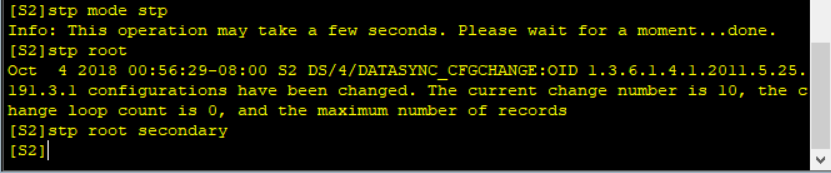 [S2]stp mode stp
Info: This operation may take a few seconds. Please wait for a moment...done.
[S2]stp root
Oct  4 2018 00:56:29-08:00 S2 DS/4/DATASYNC_CFGCHANGE:OID 1.3.6.1.4.1.2011.5.25.
191.3.1 configurations have been changed. The current change number is 10, the c
hange loop count is 0, and the maximum number of records
[S2]stp root secondary
[S2]